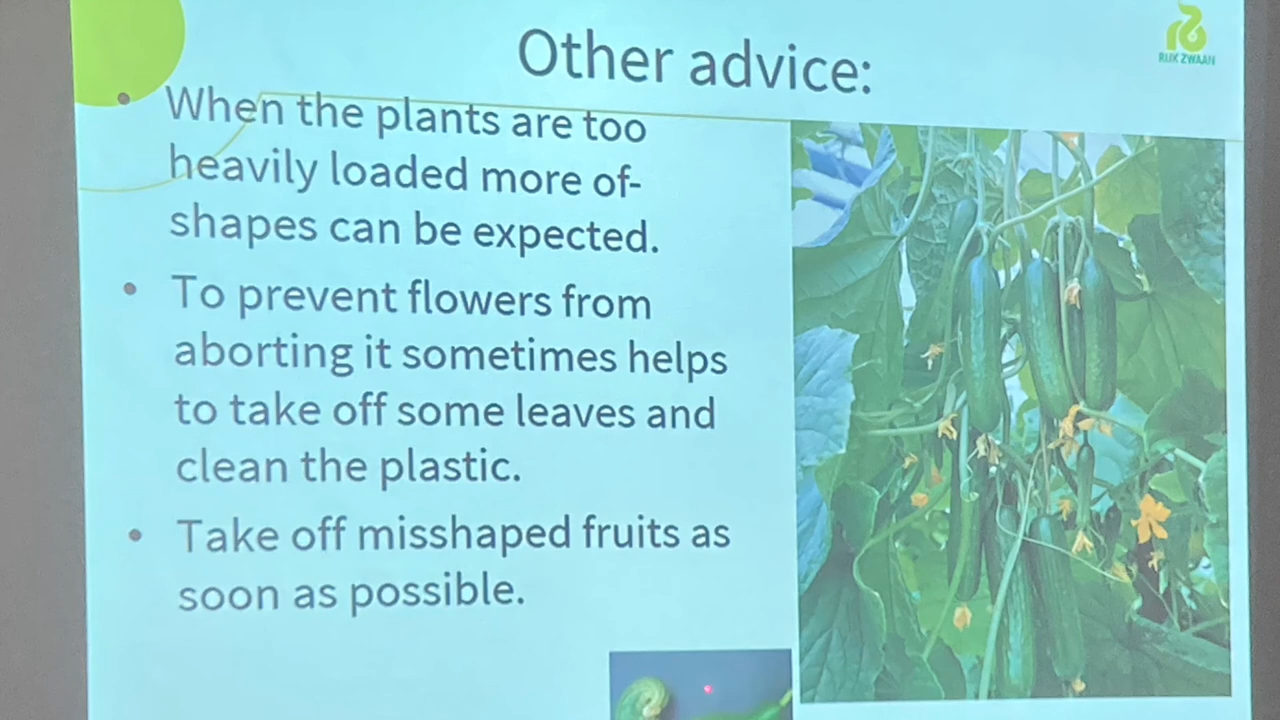 Other advice:
RIJK ZWAAN
• When the plants are too
heavily loaded more of-
shapes can be expected.
• To prevent flowers from
aborting it sometimes helps
to take off some leaves and
clean the plastic.
• Take off misshaped fruits as
soon as possible.